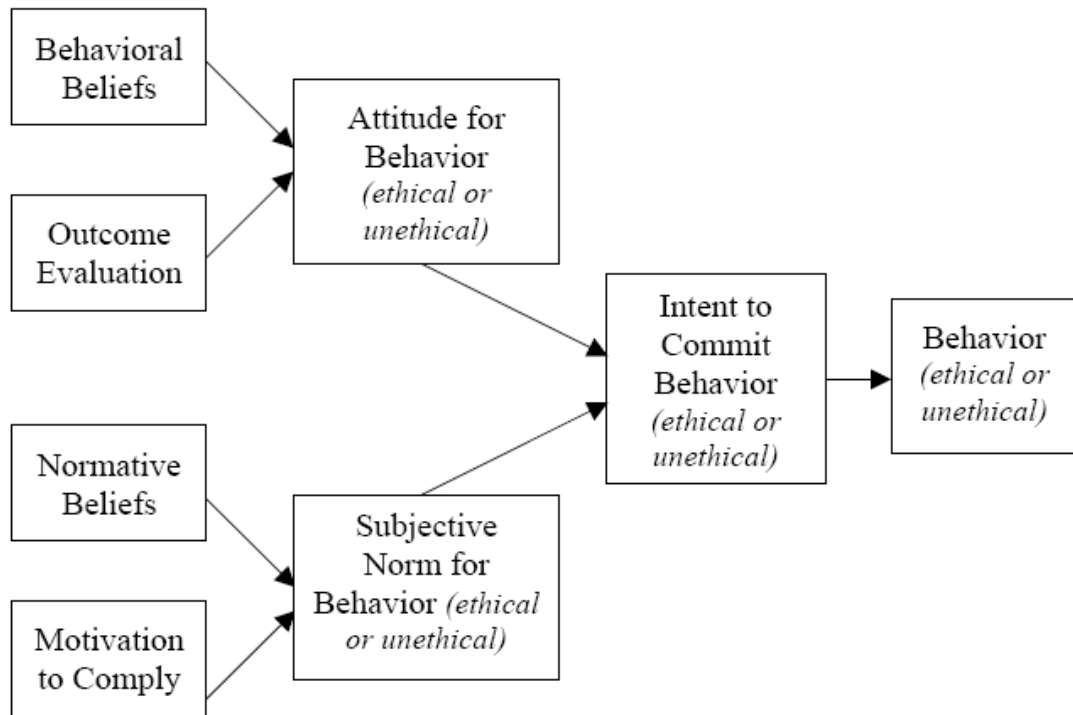 Behavioral
Beliefs
Attitude for
Behavior
(ethical or
unethical)
Outcome
Evaluation
Intent to
Commit
Behavior
(ethical or
unethical)
Behavior
(ethical or
unethical)
Normative
Beliefs
Subjective
Norm for
Behavior (ethical
or unethical)
Motivation
to Comply